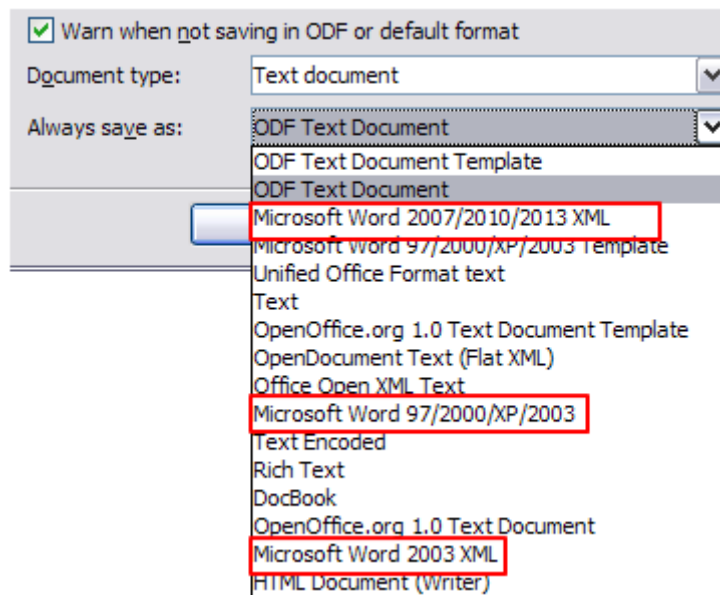 Warn when not saving in ODF or default format
Document type: Text document
Always save as: ODF Text Document
ODF Text Document Template
ODF Text Document
Microsoft Word 2007/2010/2013 XML
Microsoft Word 97/2000/XP/2003 Template
Unified Office Format text
Text
OpenOffice.org 1.0 Text Document Template
OpenDocument Text (Flat XML)
Office Open XML Text
Microsoft Word 97/2000/XP/2003
Text Encoded
Rich Text
DocBook
OpenOffice.org 1.0 Text Document
Microsoft Word 2003 XML
HTML Document (Writer)